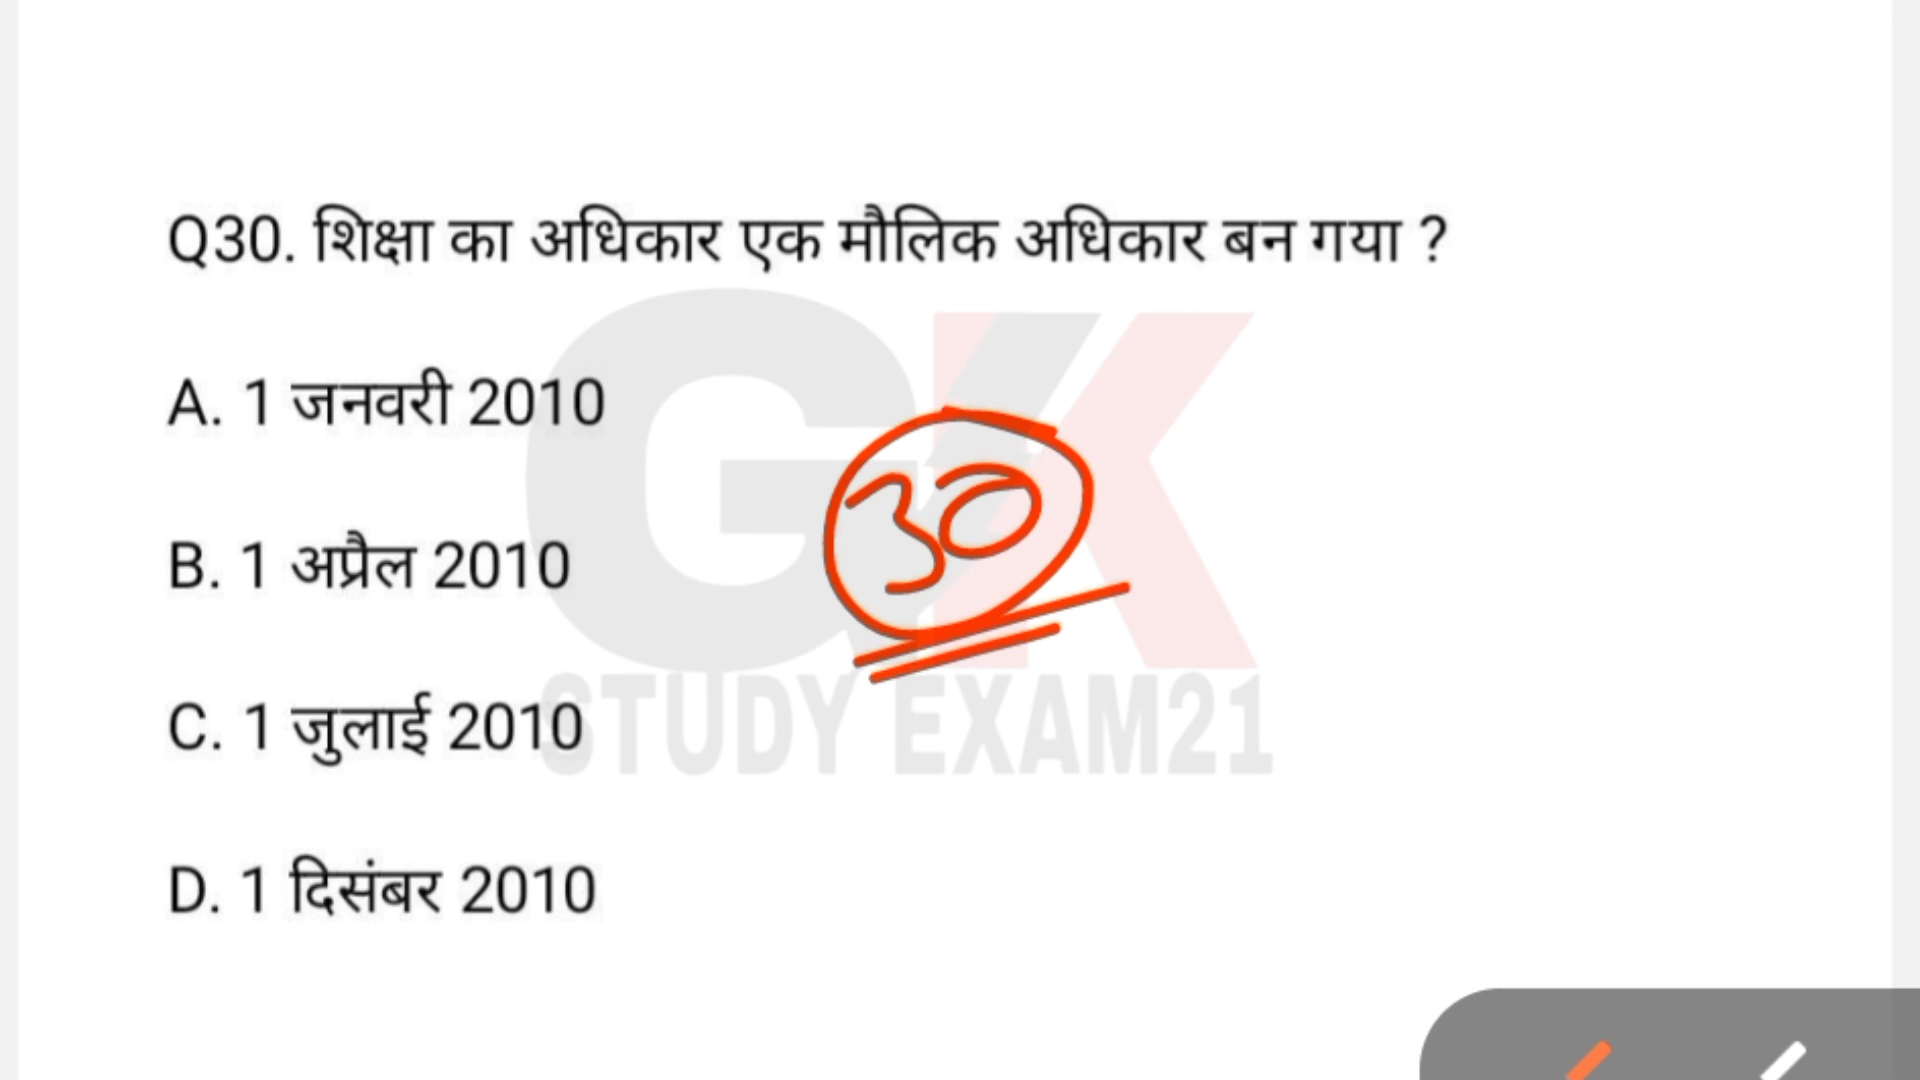 Q30. शिक्षा का अधिकार एक मौलिक अधिकार बन गया ?
A. 1 जनवरी 2010
B. 1 अप्रैल 2010
30
C. 1 जुलाई 2010
D. 1 दिसंबर 2010
GK
STUDY EXAM21